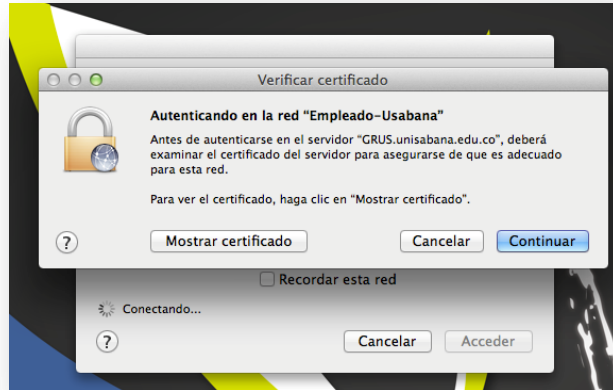 Verificar certificado
Autenticando en la red “Empleado-Usabana”
Antes de autenticarse en el servidor “GRUS.unisabana.edu.co”, deberá
examinar el certificado del servidor para asegurarse de que es adecuado
para esta red.
Para ver el certificado, haga clic en “Mostrar certificado”.
? Mostrar certificado Cancelar Continuar
Recordar esta red
Conectando...
? Cancelar Acceder